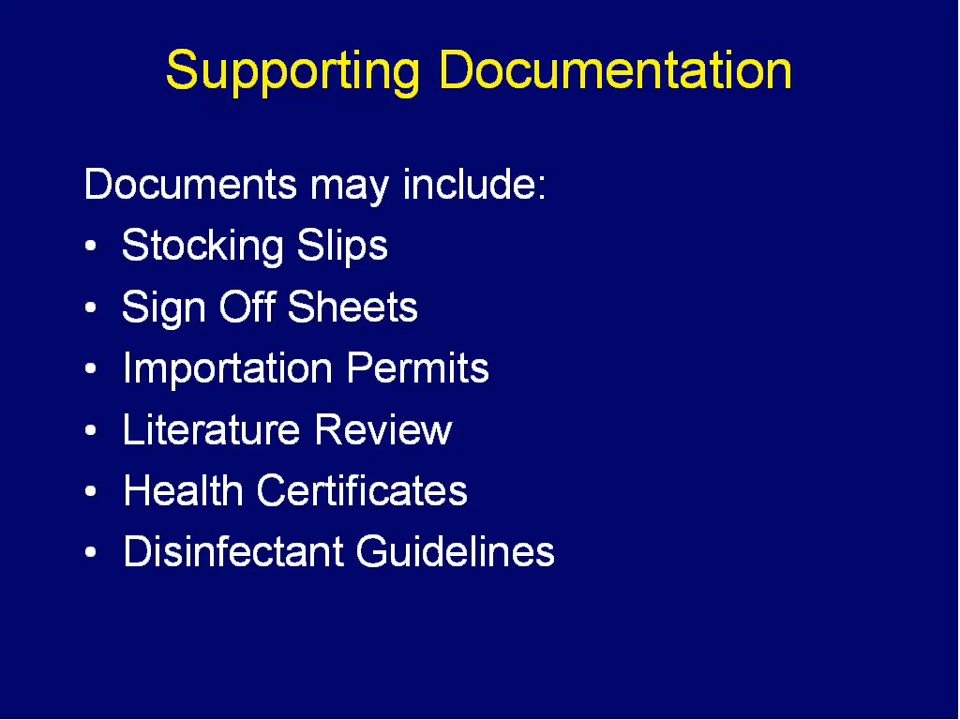 Supporting Documentation
Documents may include:
• Stocking Slips
• Sign Off Sheets
• Importation Permits
• Literature Review
• Health Certificates
• Disinfectant Guidelines